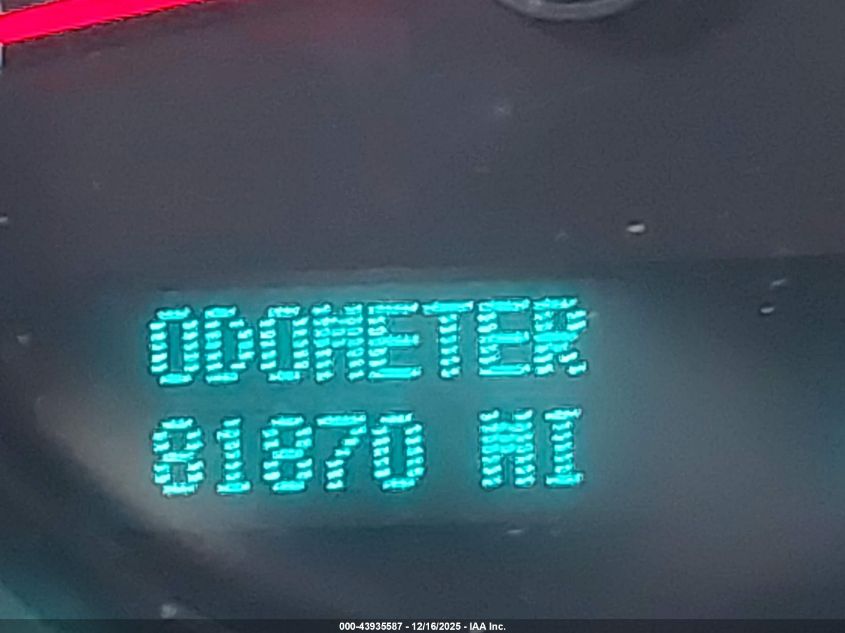 ODOMETER
81870 MI
000-43935587 - 12/16/2025 - IAA Inc.